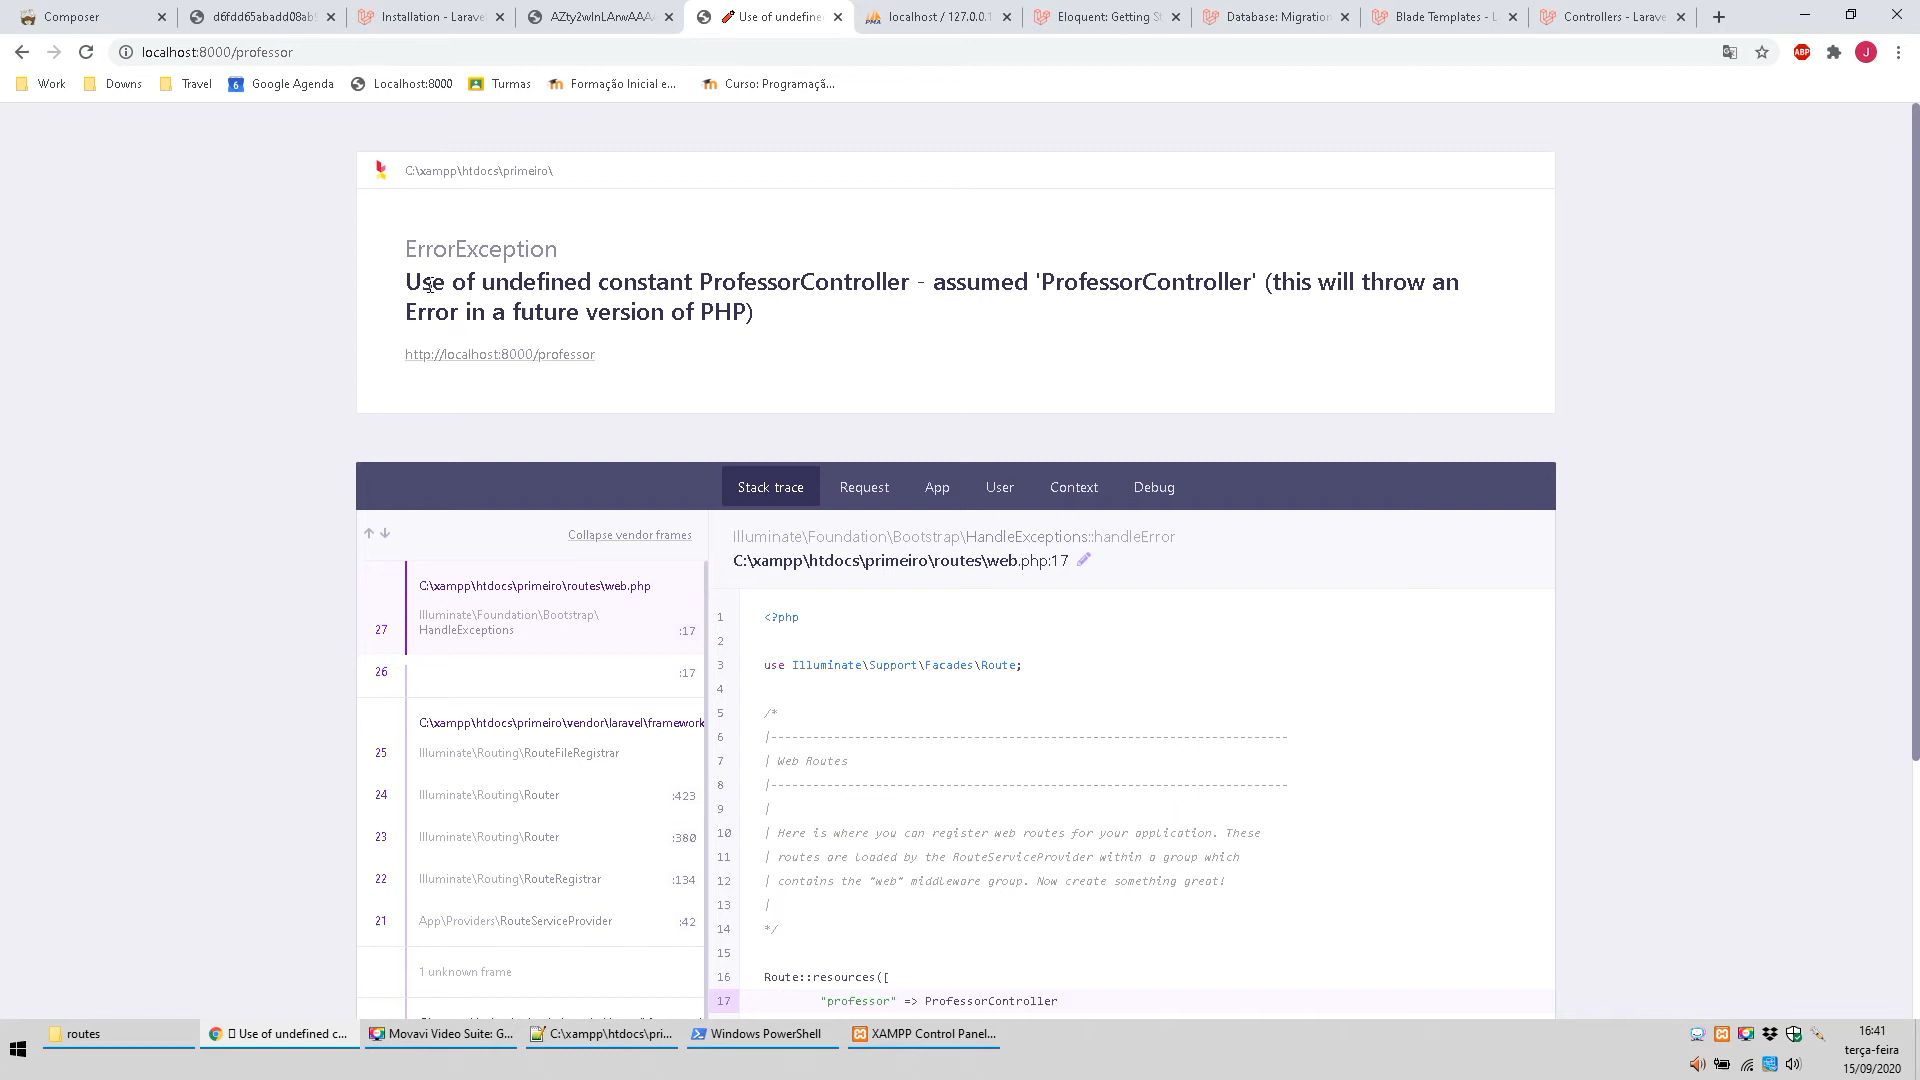 Composer
d6fdd65abadd08ab5
Installation - Laravel
Use of undefine
localhost / 127.0.0.1
Eloquent: Getting S
Database: Migration
Blade Templates - L
Controllers - Larave
localhost:8000/professor
ABP
J
Work
Downs
Travel
6
Google Agenda
Localhost:8000
Turmas
Formação Inicial e...
Curso: Programaçã...
C:\xampp\htdocs\primeiro\
ErrorException
Use of undefined constant ProfessorController - assumed 'ProfessorController' (this will throw an
Error in a future version of PHP)
http://localhost:8000/professor
Stack trace
Request
App
User
Context
Debug
Collapse vendor frames
Illuminate\Foundation\Bootstrap\HandleExceptions::handleError
C:\xampp\htdocs\primeiro\routes\web.php:17
C:\xampp\htdocs\primeiro\routes\web.php
Illuminate\Foundation\Bootstrap\
27 HandleExceptions :17
26 :17
C:\xampp\htdocs\primeiro\vendor\laravel\framework
25 Illuminate\Routing\RouteFileRegistrar
24 Illuminate\Routing\Router :423
23 Illuminate\Routing\Router :380
22 Illuminate\Routing\RouteRegistrar :134
21 App\Providers\RouteServiceProvider :42
1 unknown frame
1 <?php
2
3 use Illuminate\Support\Facades\Route;
4
5 /*
6 |--------------------------------------------------------------------------
7 | Web Routes
8 |--------------------------------------------------------------------------
9 |
10 | Here is where you can register web routes for your application. These
11 | routes are loaded by the RouteServiceProvider within a group which
12 | contains the "web" middleware group. Now create something great!
13 |
14 */
15
16 Route::resources([
17 "professor" => ProfessorController
routes
Use of undefined c...
Movavi Video Suite: G...
C:\xampp\htdocs\pri...
Windows PowerShell
XAMPP Control Panel...
16:41
terça-feira
15/09/2020